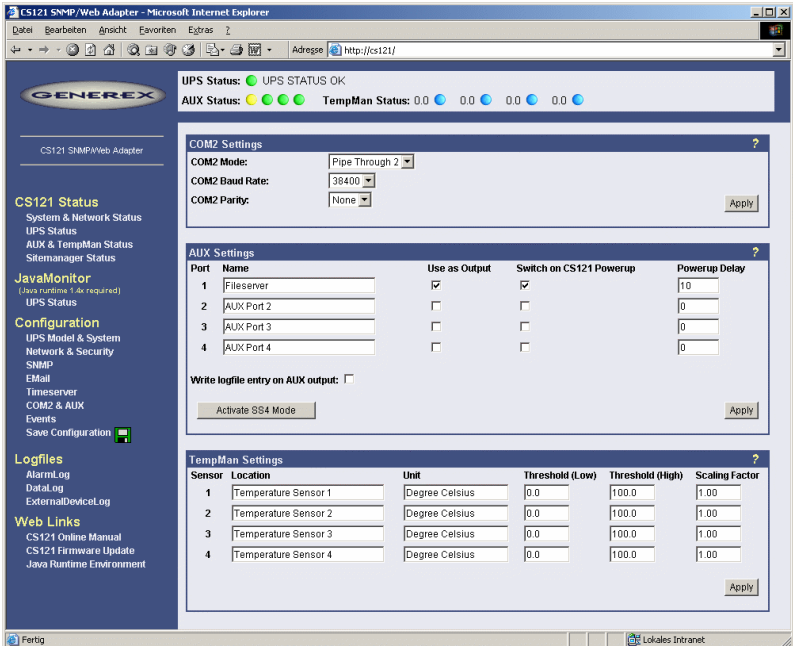 CS121 SNMP/Web Adapter - Microsoft Internet Explorer
Datei Bearbeiten Ansicht Favoriten Extras ?
Adresse http://cs121/
GENEREX
CS121 SNMP/Web Adapter
CS121 Status
System & Network Status
UPS Status
AUX & TempMan Status
Sitemanager Status
JavaMonitor
(Java runtime 1.4x required)
UPS Status
Configuration
UPS Model & System
Network & Security
SNMP
EMail
Timeserver
COM2 & AUX
Events
Save Configuration
Logfiles
AlarmLog
DataLog
ExternalDeviceLog
Web Links
CS121 Online Manual
CS121 Firmware Update
Java Runtime Environment
UPS Status: UPS STATUS OK
AUX Status: TempMan Status: 0.0 0.0 0.0 0.0
COM2 Settings ?
COM2 Mode: Pipe Through 2
COM2 Baud Rate: 38400
COM2 Parity: None
Apply
AUX Settings ?
Port Name Use as Output Switch on CS121 Powerup Powerup Delay
1 Fileserver 10
2 AUX Port 2 0
3 AUX Port 3 0
4 AUX Port 4 0
Write logfile entry on AUX output:
Activate SS4 Mode Apply
TempMan Settings ?
Sensor Location Unit Threshold (Low) Threshold (High) Scaling Factor
1 Temperature Sensor 1 Degree Celsius 0.0 100.0 1.00
2 Temperature Sensor 2 Degree Celsius 0.0 100.0 1.00
3 Temperature Sensor 3 Degree Celsius 0.0 100.0 1.00
4 Temperature Sensor 4 Degree Celsius 0.0 100.0 1.00
Apply
Fertig Lokales Intranet